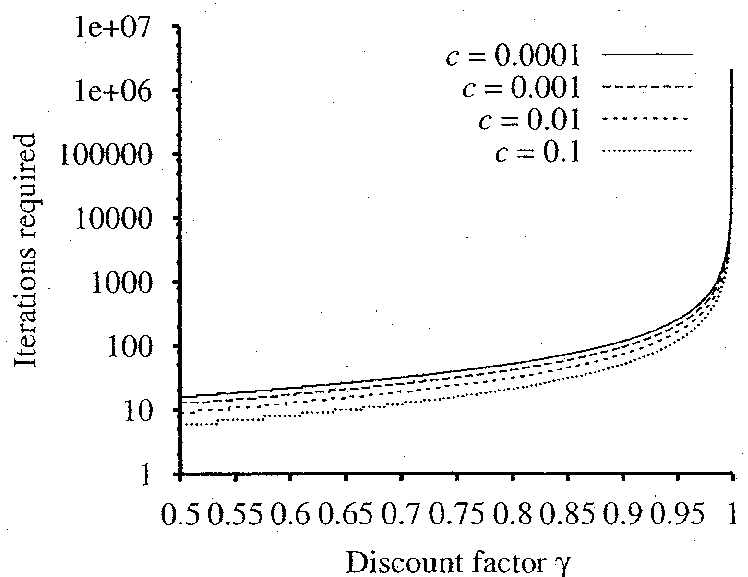 1e+07
1e+06
100000
10000
1000
100
10
1
Iterations required
c = 0.0001
c = 0.001
c = 0.01
c = 0.1
0.5 0.55 0.6 0.65 0.7 0.75 0.8 0.85 0.9 0.95 1
Discount factor γ